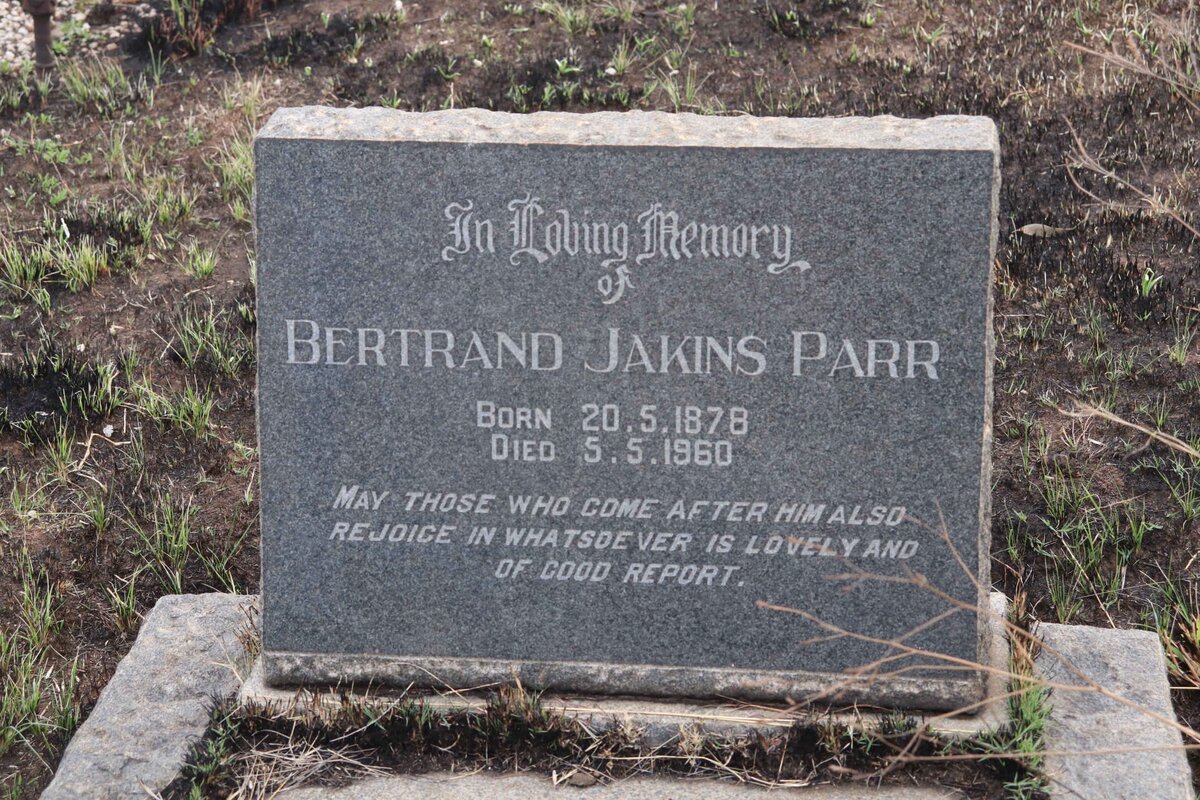 In Loving Memory
of
BERTRAND JAKINS PARR
BORN 20.5.1878
DIED 5.5.1960
MAY THOSE WHO COME AFTER HIM ALSO
REJOICE IN WHATSOEVER IS LOVELY AND
OF GOOD REPORT.